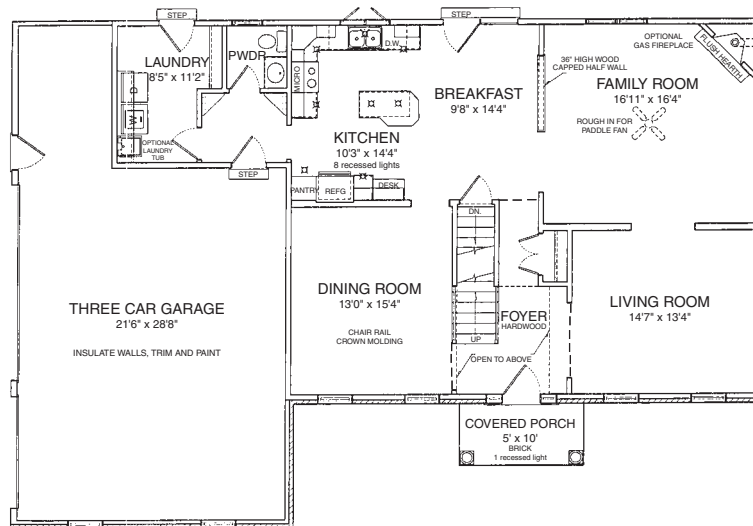 STEP
LAUNDRY
8'5" x 11'2"
PWDR
D
W
OPTIONAL
LAUNDRY
TUB
STEP
MICRO
D.W.
STEP
KITCHEN
10'3" x 14'4"
8 recessed lights
PANTRY
REFG
DESK
BREAKFAST
9'8" x 14'4"
36" HIGH WOOD
CAPPED HALF WALL
OPTIONAL
GAS FIREPLACE
FLUSH HEARTH
FAMILY ROOM
16'11" x 16'4"
ROUGH IN FOR
PADDLE FAN
DN.
THREE CAR GARAGE
21'6" x 28'8"
INSULATE WALLS, TRIM AND PAINT
DINING ROOM
13'0" x 15'4"
CHAIR RAIL
CROWN MOLDING
UP
FOYER
HARDWOOD
OPEN TO ABOVE
LIVING ROOM
14'7" x 13'4"
COVERED PORCH
5' x 10'
BRICK
1 recessed light